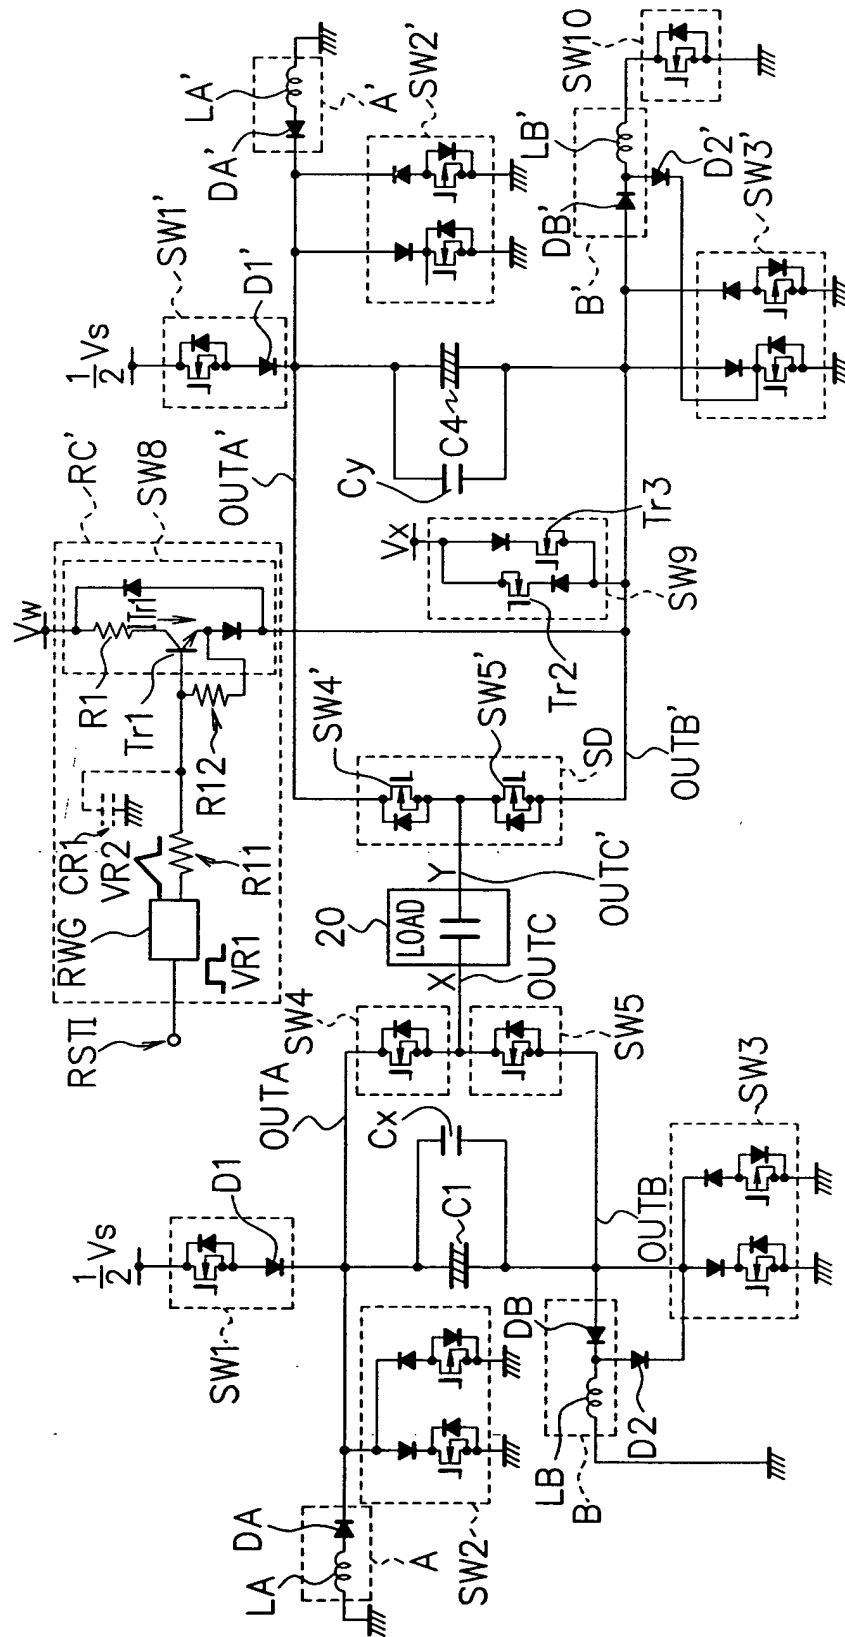 RSTΠ
RWG
VR1
CR1
VR2
R11
R12
Tr1
R1
ITr1
Vw
SW8
RC'
1/2 Vs
SW1
D1
OUTA
SW4
Cx
C1
DA
LA
A
SW2
DB
LB
B
D2
OUTB
SW5
SW3
X
OUTC
20
LOAD
Y
OUTC'
SW4'
SW5'
SD
OUTA'
OUTB'
Vx
Tr2
Tr3
SW9
Cy
C4
1/2 Vs
SW1'
D1'
DA'
LA'
A'
SW2'
DB'
B'
LB'
D2'
SW3'
SW10